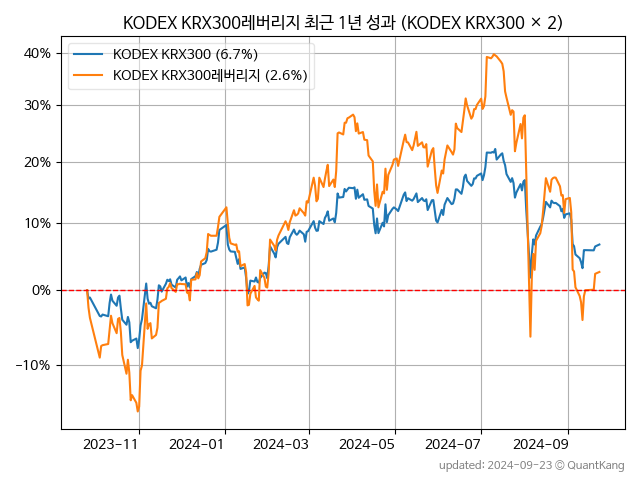 KODEX KRX300레버리지 최근 1년 성과 (KODEX KRX300 × 2)
KODEX KRX300 (6.7%)
KODEX KRX300레버리지 (2.6%)
40%
30%
20%
10%
0%
−10%
2023-11 2024-01 2024-03 2024-05 2024-07 2024-09
updated: 2024-09-23 © QuantKang